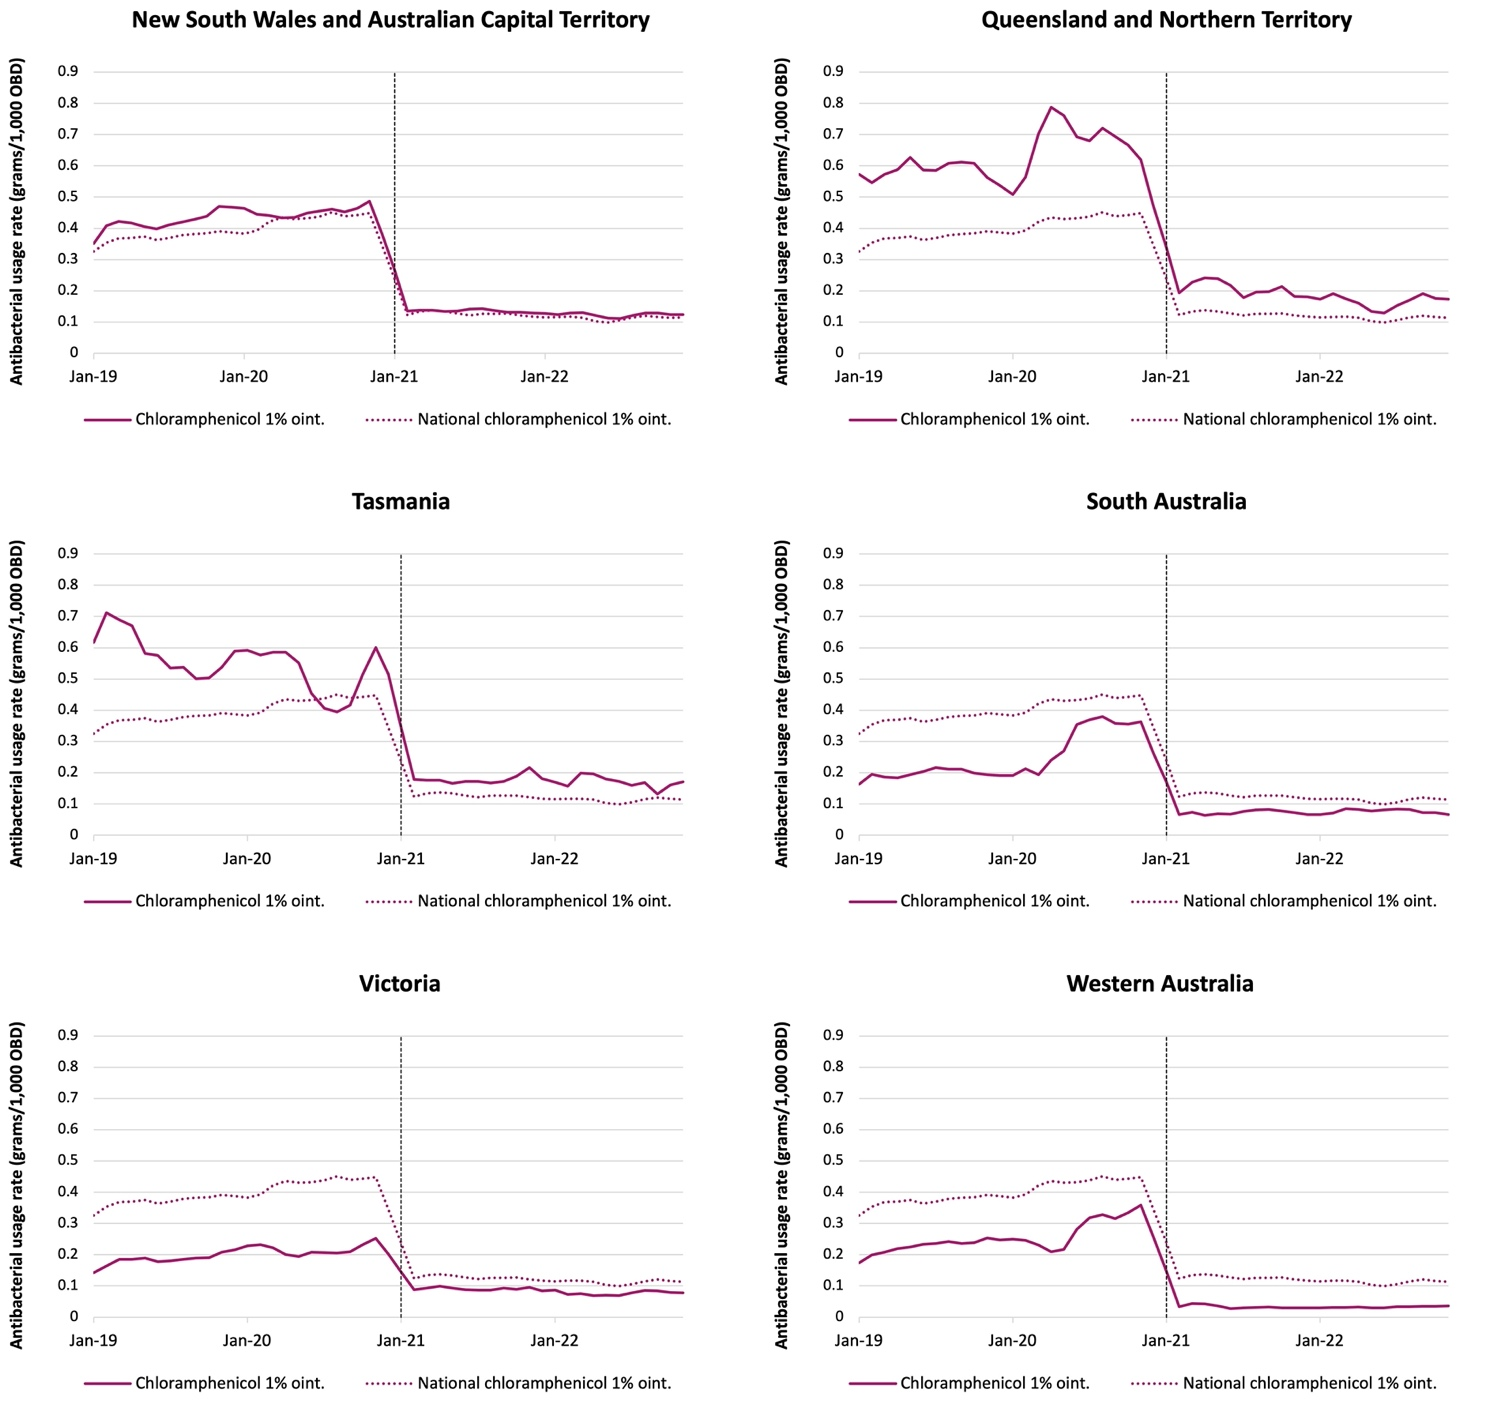 New South Wales and Australian Capital Territory
Antibacterial usage rate (grams/1,000 OBD)
0.9
0.8
0.7
0.6
0.5
0.4
0.3
0.2
0.1
0
Jan-19 Jan-20 Jan-21 Jan-22
Chloramphenicol 1% oint. National chloramphenicol 1% oint.
Queensland and Northern Territory
Antibacterial usage rate (grams/1,000 OBD)
0.9
0.8
0.7
0.6
0.5
0.4
0.3
0.2
0.1
0
Jan-19 Jan-20 Jan-21 Jan-22
Chloramphenicol 1% oint. National chloramphenicol 1% oint.
Tasmania
Antibacterial usage rate (grams/1,000 OBD)
0.9
0.8
0.7
0.6
0.5
0.4
0.3
0.2
0.1
0
Jan-19 Jan-20 Jan-21 Jan-22
Chloramphenicol 1% oint. National chloramphenicol 1% oint.
South Australia
Antibacterial usage rate (grams/1,000 OBD)
0.9
0.8
0.7
0.6
0.5
0.4
0.3
0.2
0.1
0
Jan-19 Jan-20 Jan-21 Jan-22
Chloramphenicol 1% oint. National chloramphenicol 1% oint.
Victoria
Antibacterial usage rate (grams/1,000 OBD)
0.9
0.8
0.7
0.6
0.5
0.4
0.3
0.2
0.1
0
Jan-19 Jan-20 Jan-21 Jan-22
Chloramphenicol 1% oint. National chloramphenicol 1% oint.
Western Australia
Antibacterial usage rate (grams/1,000 OBD)
0.9
0.8
0.7
0.6
0.5
0.4
0.3
0.2
0.1
0
Jan-19 Jan-20 Jan-21 Jan-22
Chloramphenicol 1% oint. National chloramphenicol 1% oint.